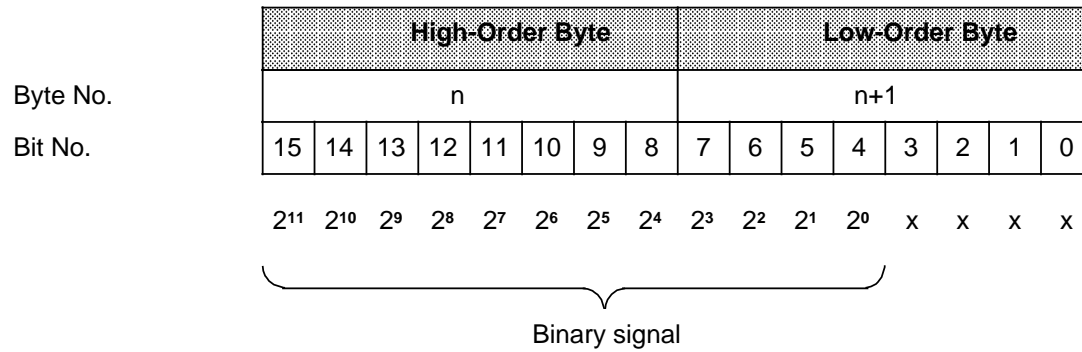 High-Order Byte Low-Order Byte
Byte No. n n+1
Bit No. 15 14 13 12 11 10 9 8 7 6 5 4 3 2 1 0
2¹¹ 2¹⁰ 2⁹ 2⁸ 2⁷ 2⁶ 2⁵ 2⁴ 2³ 2² 2¹ 2⁰ x x x x
Binary signal